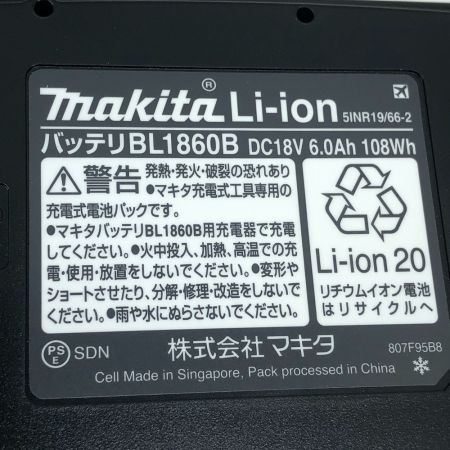 makita® Li-ion 5INR19/66-2
バッテリBL1860B DC18V 6.0Ah 108Wh
警告 発熱・発火・破裂の恐れあり
●マキタ充電式工具専用の
充電式電池パックです。
●マキタバッテリBL1860B用充電器で充電
してください。●火中投入、加熱、高温での充
電・使用・放置をしないでください。●変形や
ショートさせたり、分解・修理・改造をしないで
ください。●雨や水にぬらさないでください。
Li-ion 20
リチウムイオン電池
はリサイクルへ
PS
E SDN 株式会社マキタ 807F95B8
Cell Made in Singapore, Pack processed in China